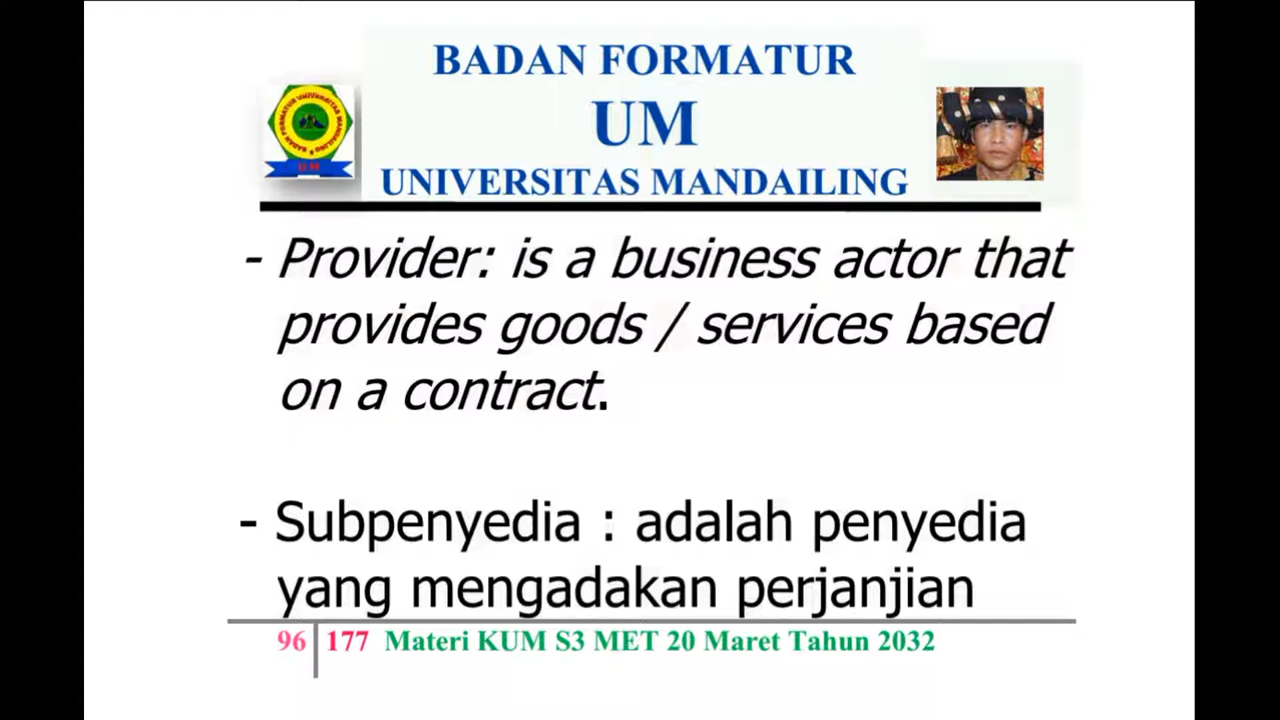 BADAN FORMATUR
UM
UNIVERSITAS MANDAILING
- Provider: is a business actor that
provides goods / services based
on a contract.
- Subpenyedia : adalah penyedia
yang mengadakan perjanjian
96 177 Materi KUM S3 MET 20 Maret Tahun 2032